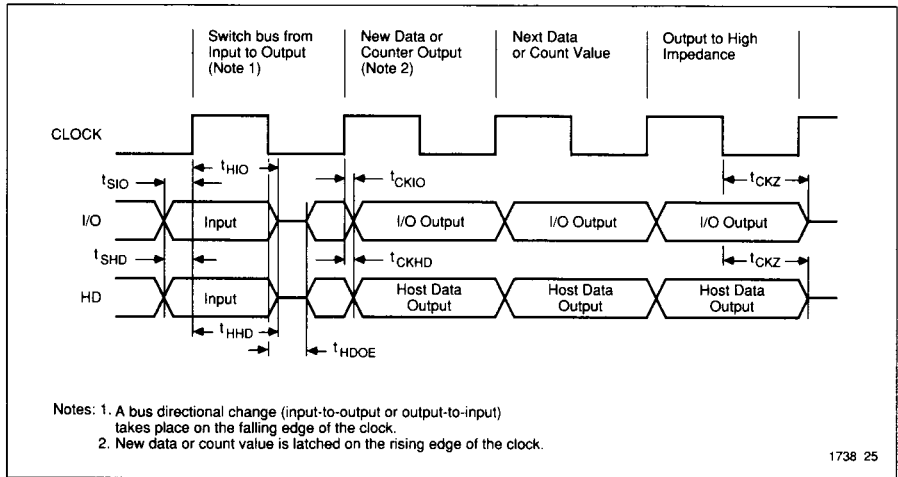 Switch bus from
Input to Output
(Note 1)
New Data or
Counter Output
(Note 2)
Next Data
or Count Value
Output to High
Impedance
CLOCK
tHIO
tSIO
tCKIO
tCKZ
I/O
Input
I/O Output
I/O Output
I/O Output
tSHD
tCKHD
tCKZ
HD
Input
Host Data
Output
Host Data
Output
Host Data
Output
tHHD
tHDOE
Notes: 1. A bus directional change (input-to-output or output-to-input)
takes place on the falling edge of the clock.
2. New data or count value is latched on the rising edge of the clock.
1738 25